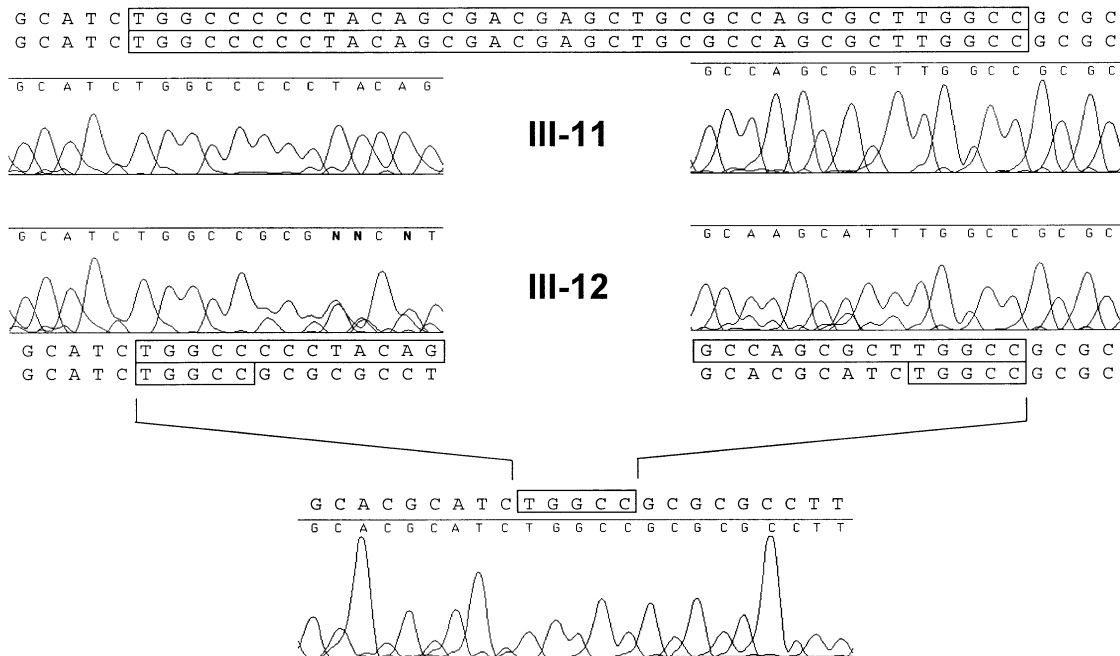 G C A T C T G G C C C C C T A C A G C G A C G A G C T G C G C C A G C G C T T G G C C G C G C
G C A T C T G G C C C C C T A C A G C G A C G A G C T G C G C C A G C G C T T G G C C G C G C
G C A T C T G G C C C C C T A C A G
G C C A G C G C T T G G C C G C G C
III-11
G C A T C T G G C C G C G N N C N T
G C A A G C A T T T G G C C G C G C
III-12
G C A T C T G G C C C C C T A C A G
G C C A G C G C T T G G C C G C G C
G C A T C T G G C C G C G C G C C T
G C A C G C A T C T G G C C G C G C
G C A C G C A T C T G G C C G C G C G C C T T
G C A C G C A T C T G G C C G C G C G C C T T